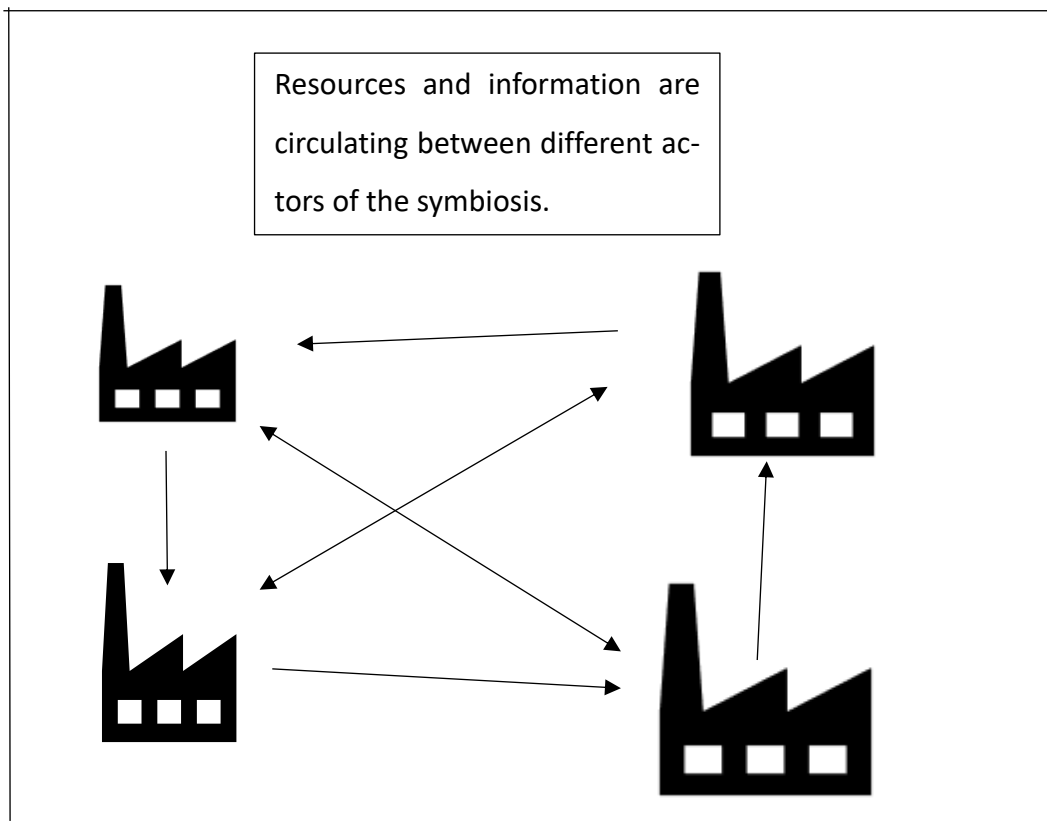 Resources and information are
circulating between different ac-
tors of the symbiosis.